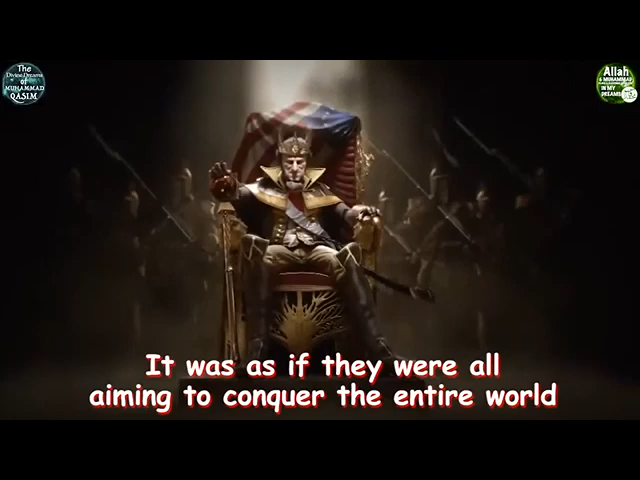 The
Divine Dreams
of
MUHAMMAD
QASIM
Allah
& MUHAMMAD
IN MY
DREAMS
It was as if they were all
aiming to conquer the entire world